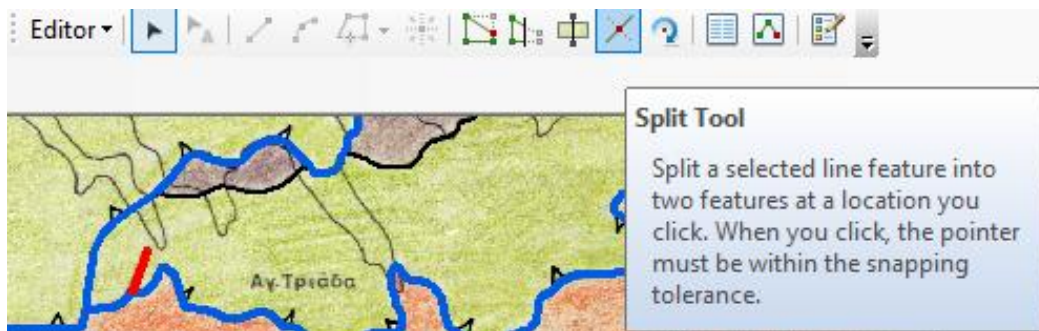 Editor
Split Tool
Split a selected line feature into
two features at a location you
click. When you click, the pointer
must be within the snapping
tolerance.
Αγ.Τριάδα